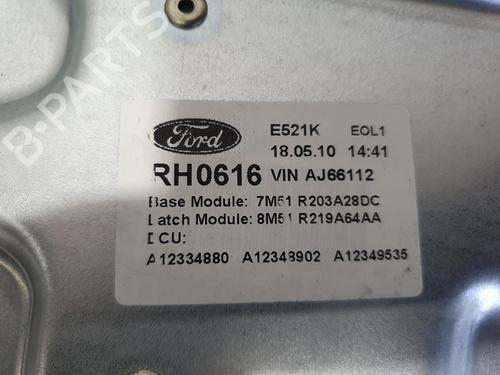 B-PARTS
Ford
E521K EOL1
18.05.10 14:41
RH0616 VIN AJ66112
Base Module: 7M51 R203A28DC
Latch Module: 8M51 R219A64AA
DCU:
A12334880 A12348902 A12349535